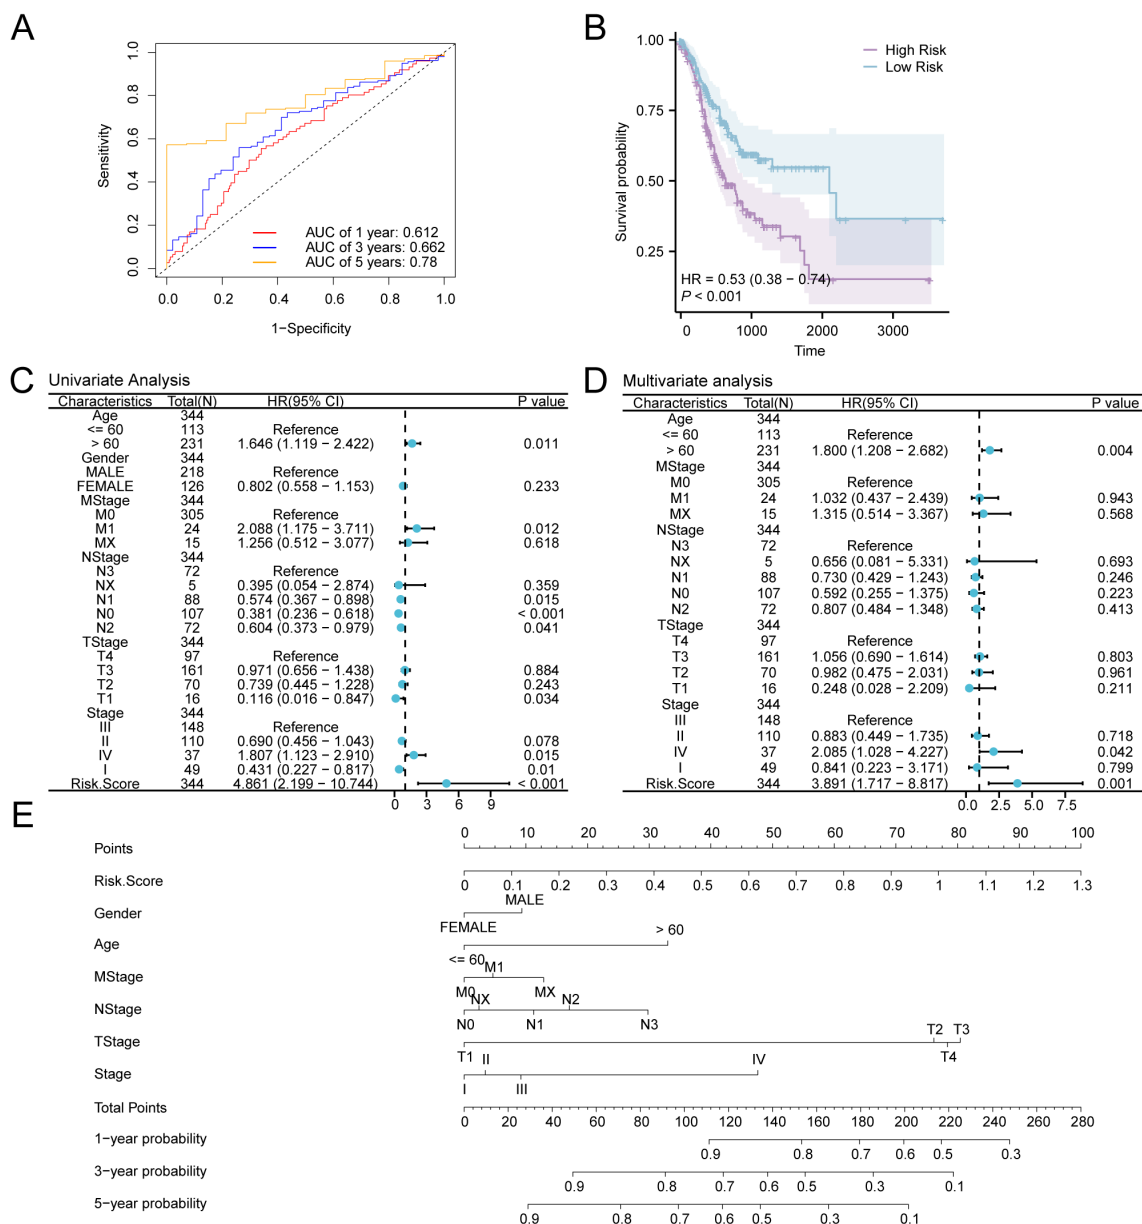 A
1.0
0.8
0.6
0.4
0.2
0.0
Sensitivity
AUC of 1 year: 0.612
AUC of 3 years: 0.662
AUC of 5 years: 0.78
0.0 0.2 0.4 0.6 0.8 1.0
1−Specificity
B
1.00
0.75
0.50
0.25
Survival probability
High Risk
Low Risk
HR = 0.53 (0.38 − 0.74)
P < 0.001
0 1000 2000 3000
Time
C Univariate Analysis
Characteristics Total(N) HR(95% CI) P value
Age 344
<= 60 113 Reference
> 60 231 1.646 (1.119 − 2.422) 0.011
Gender 344
MALE 218 Reference
FEMALE 126 0.802 (0.558 − 1.153) 0.233
MStage 344
M0 305 Reference
M1 24 2.088 (1.175 − 3.711) 0.012
MX 15 1.256 (0.512 − 3.077) 0.618
NStage 344
N3 72 Reference
NX 5 0.395 (0.054 − 2.874) 0.359
N1 88 0.574 (0.367 − 0.898) 0.015
N0 107 0.381 (0.236 − 0.618) < 0.001
N2 72 0.604 (0.373 − 0.979) 0.041
TStage 344
T4 97 Reference
T3 161 0.971 (0.656 − 1.438) 0.884
T2 70 0.739 (0.445 − 1.228) 0.243
T1 16 0.116 (0.016 − 0.847) 0.034
Stage 344
III 148 Reference
II 110 0.690 (0.456 − 1.043) 0.078
IV 37 1.807 (1.123 − 2.910) 0.015
I 49 0.431 (0.227 − 0.817) 0.01
Risk.Score 344 4.861 (2.199 − 10.744) < 0.001
0 3 6 9
D Multivariate analysis
Characteristics Total(N) HR(95% CI) P value
Age 344
<= 60 113 Reference
> 60 231 1.800 (1.208 − 2.682) 0.004
MStage 344
M0 305 Reference
M1 24 1.032 (0.437 − 2.439) 0.943
MX 15 1.315 (0.514 − 3.367) 0.568
NStage 344
N3 72 Reference
NX 5 0.656 (0.081 − 5.331) 0.693
N1 88 0.730 (0.429 − 1.243) 0.246
N0 107 0.592 (0.255 − 1.375) 0.223
N2 72 0.807 (0.484 − 1.348) 0.413
TStage 344
T4 97 Reference
T3 161 1.056 (0.690 − 1.614) 0.803
T2 70 0.982 (0.475 − 2.031) 0.961
T1 16 0.248 (0.028 − 2.209) 0.211
Stage 344
III 148 Reference
II 110 0.883 (0.449 − 1.735) 0.718
IV 37 2.085 (1.028 − 4.227) 0.042
I 49 0.841 (0.223 − 3.171) 0.799
Risk.Score 344 3.891 (1.717 − 8.817) 0.001
0.0 2.5 5.0 7.5
E
0 10 20 30 40 50 60 70 80 90 100
Points
Risk.Score
0 0.1 0.2 0.3 0.4 0.5 0.6 0.7 0.8 0.9 1 1.1 1.2 1.3
MALE
Gender
FEMALE
> 60
Age
<= 60
M1
MStage
M0 MX
NX N2
NStage
N0 N1 N3
T2 T3
TStage
T1 T4
II IV
Stage
I III
Total Points
0 20 40 60 80 100 120 140 160 180 200 220 240 260 280
1−year probability
0.9 0.8 0.7 0.6 0.5 0.3
3−year probability
0.9 0.8 0.7 0.6 0.5 0.3 0.1
5−year probability
0.9 0.8 0.7 0.6 0.5 0.3 0.1